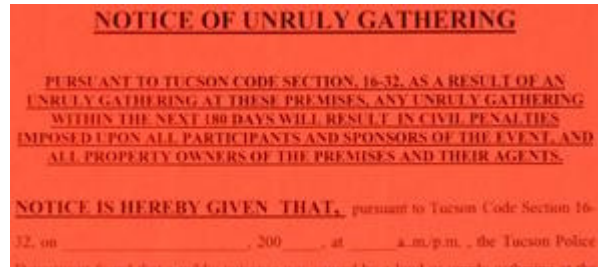 NOTICE OF UNRULY GATHERING
PURSUANT TO TUCSON CODE SECTION, 16-32, AS A RESULT OF AN
UNRULY GATHERING AT THESE PREMISES, ANY UNRULY GATHERING
WITHIN THE NEXT 180 DAYS WILL RESULT IN CIVIL PENALTIES
IMPOSED UPON ALL PARTICIPANTS AND SPONSORS OF THE EVENT, AND
ALL PROPERTY OWNERS OF THE PREMISES AND THEIR AGENTS.
NOTICE IS HEREBY GIVEN THAT, pursuant to Tucson Code Section 16-
32, on ____________, 200____, at ______ a.m./p.m., the Tucson Police